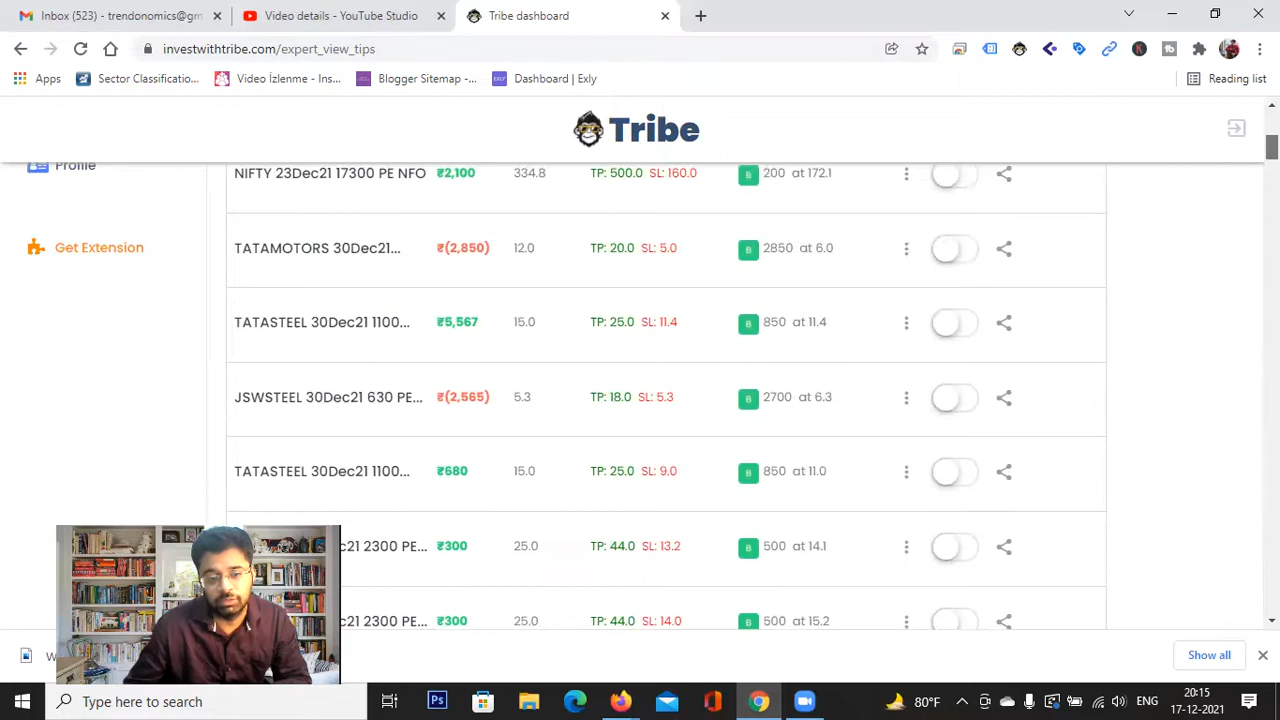 Inbox (523) - trendonomics@gm
Video details - YouTube Studio
Tribe dashboard
investwithtribe.com/expert_view_tips
Apps
Sector Classificatio...
Video İzlenme - Ins...
Blogger Sitemap -...
Dashboard | Exly
Reading list
Tribe
Profile
Get Extension
NIFTY 23Dec21 17300 PE NFO ₹2,100 334.8 TP: 500.0 SL: 160.0 B 200 at 172.1
TATAMOTORS 30Dec21... ₹(2,850) 12.0 TP: 20.0 SL: 5.0 B 2850 at 6.0
TATASTEEL 30Dec21 1100... ₹5,567 15.0 TP: 25.0 SL: 11.4 B 850 at 11.4
JSWSTEEL 30Dec21 630 PE... ₹(2,565) 5.3 TP: 18.0 SL: 5.3 B 2700 at 6.3
TATASTEEL 30Dec21 1100... ₹680 15.0 TP: 25.0 SL: 9.0 B 850 at 11.0
c21 2300 PE... ₹300 25.0 TP: 44.0 SL: 13.2 B 500 at 14.1
c21 2300 PE... ₹300 25.0 TP: 44.0 SL: 14.0 B 500 at 15.2
W
Show all
Type here to search
Ps
80°F
ENG
20:15
17-12-2021